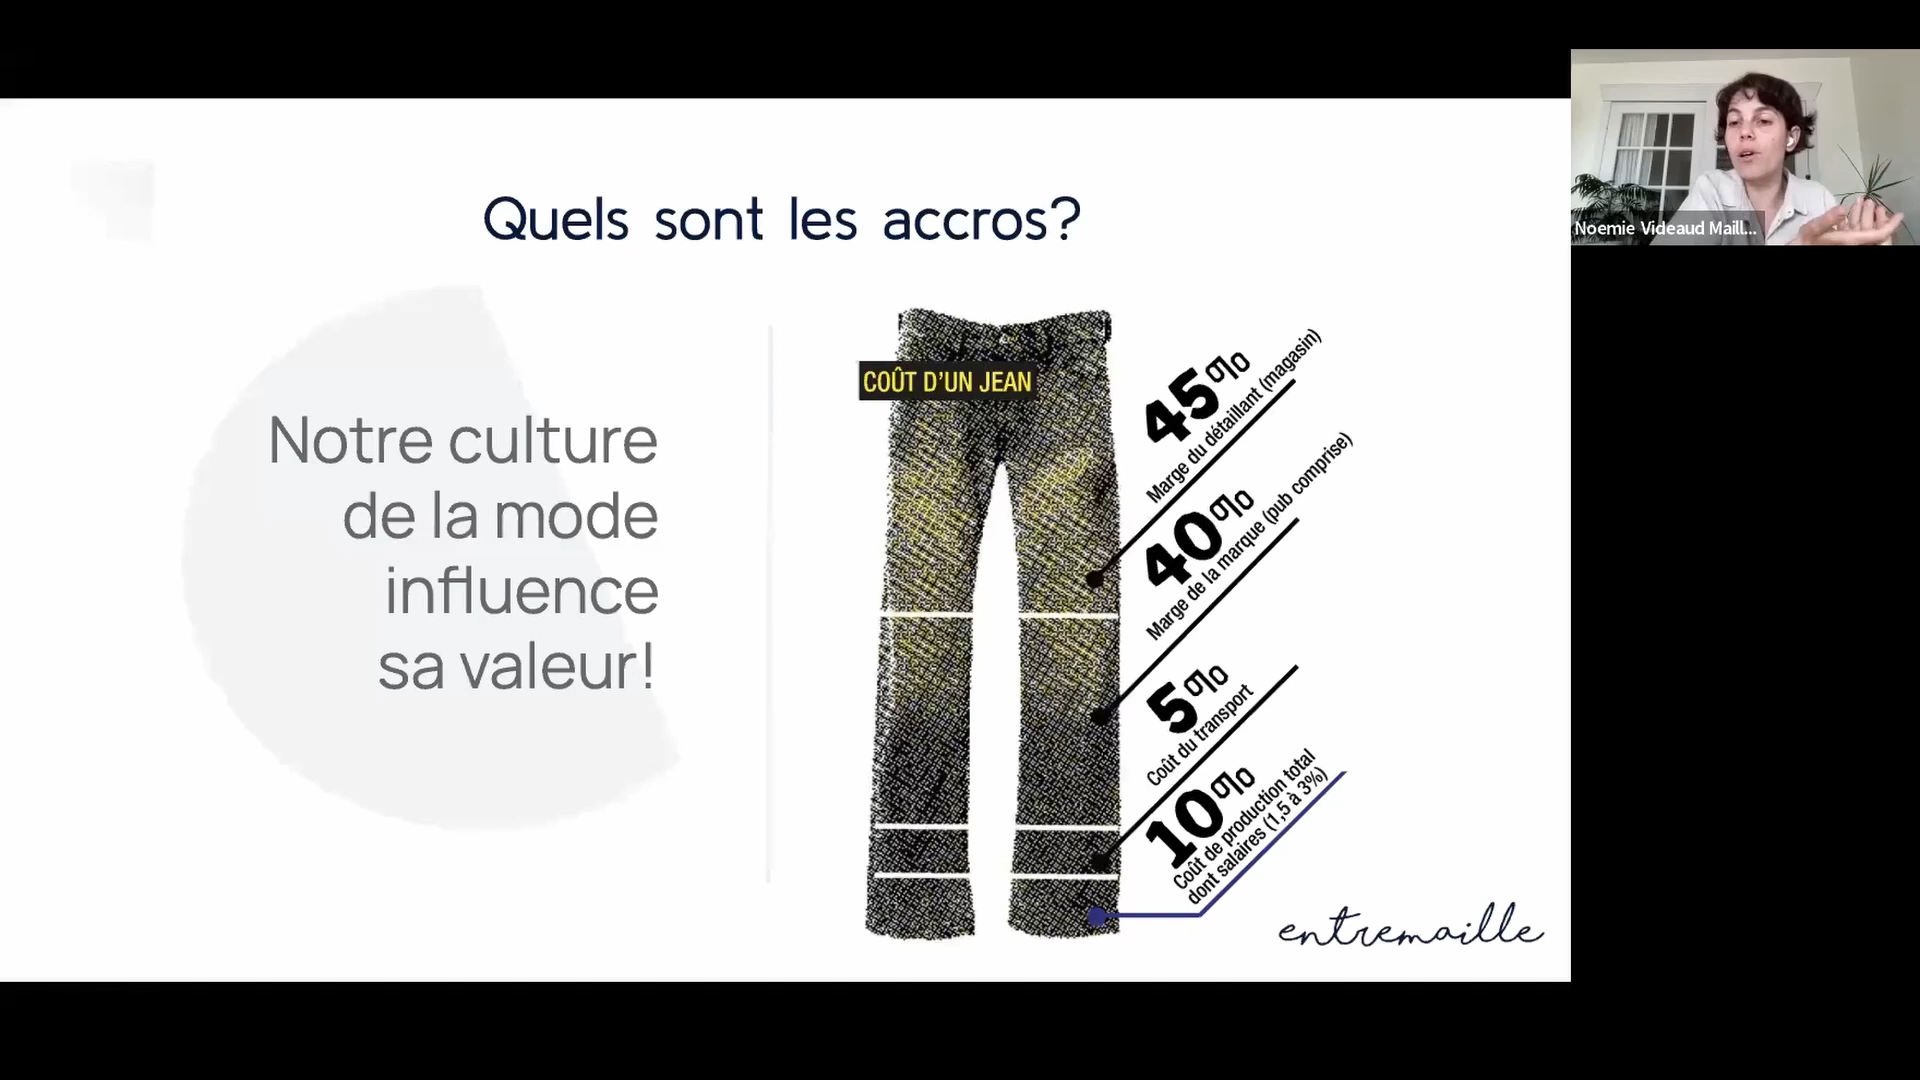 Quels sont les accros?
Notre culture
de la mode
influence
sa valeur!
COÛT D'UN JEAN
45%
Marge du détaillant (magasin)
40%
Marge de la marque (pub comprise)
5%
Coût du transport
10%
Coût de production total
dont salaires (1,5 à 3%)
entremaille
Noemie Videaud Maill...